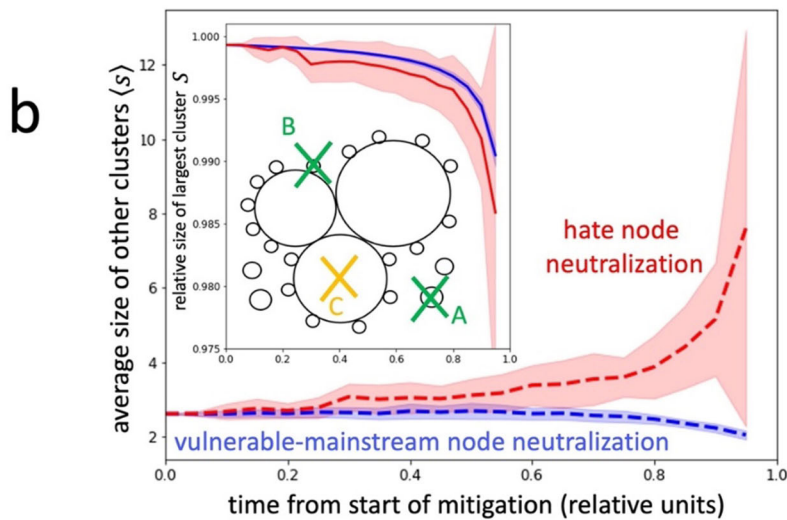 b
average size of other clusters ⟨s⟩
12
10
8
6
4
2
0.0
0.2
0.4
0.6
0.8
1.0
time from start of mitigation (relative units)
relative size of largest cluster S
1.000
0.995
0.990
0.985
0.980
0.975
0.0
0.2
0.4
0.6
0.8
1.0
B
C
A
hate node
neutralization
vulnerable-mainstream node neutralization